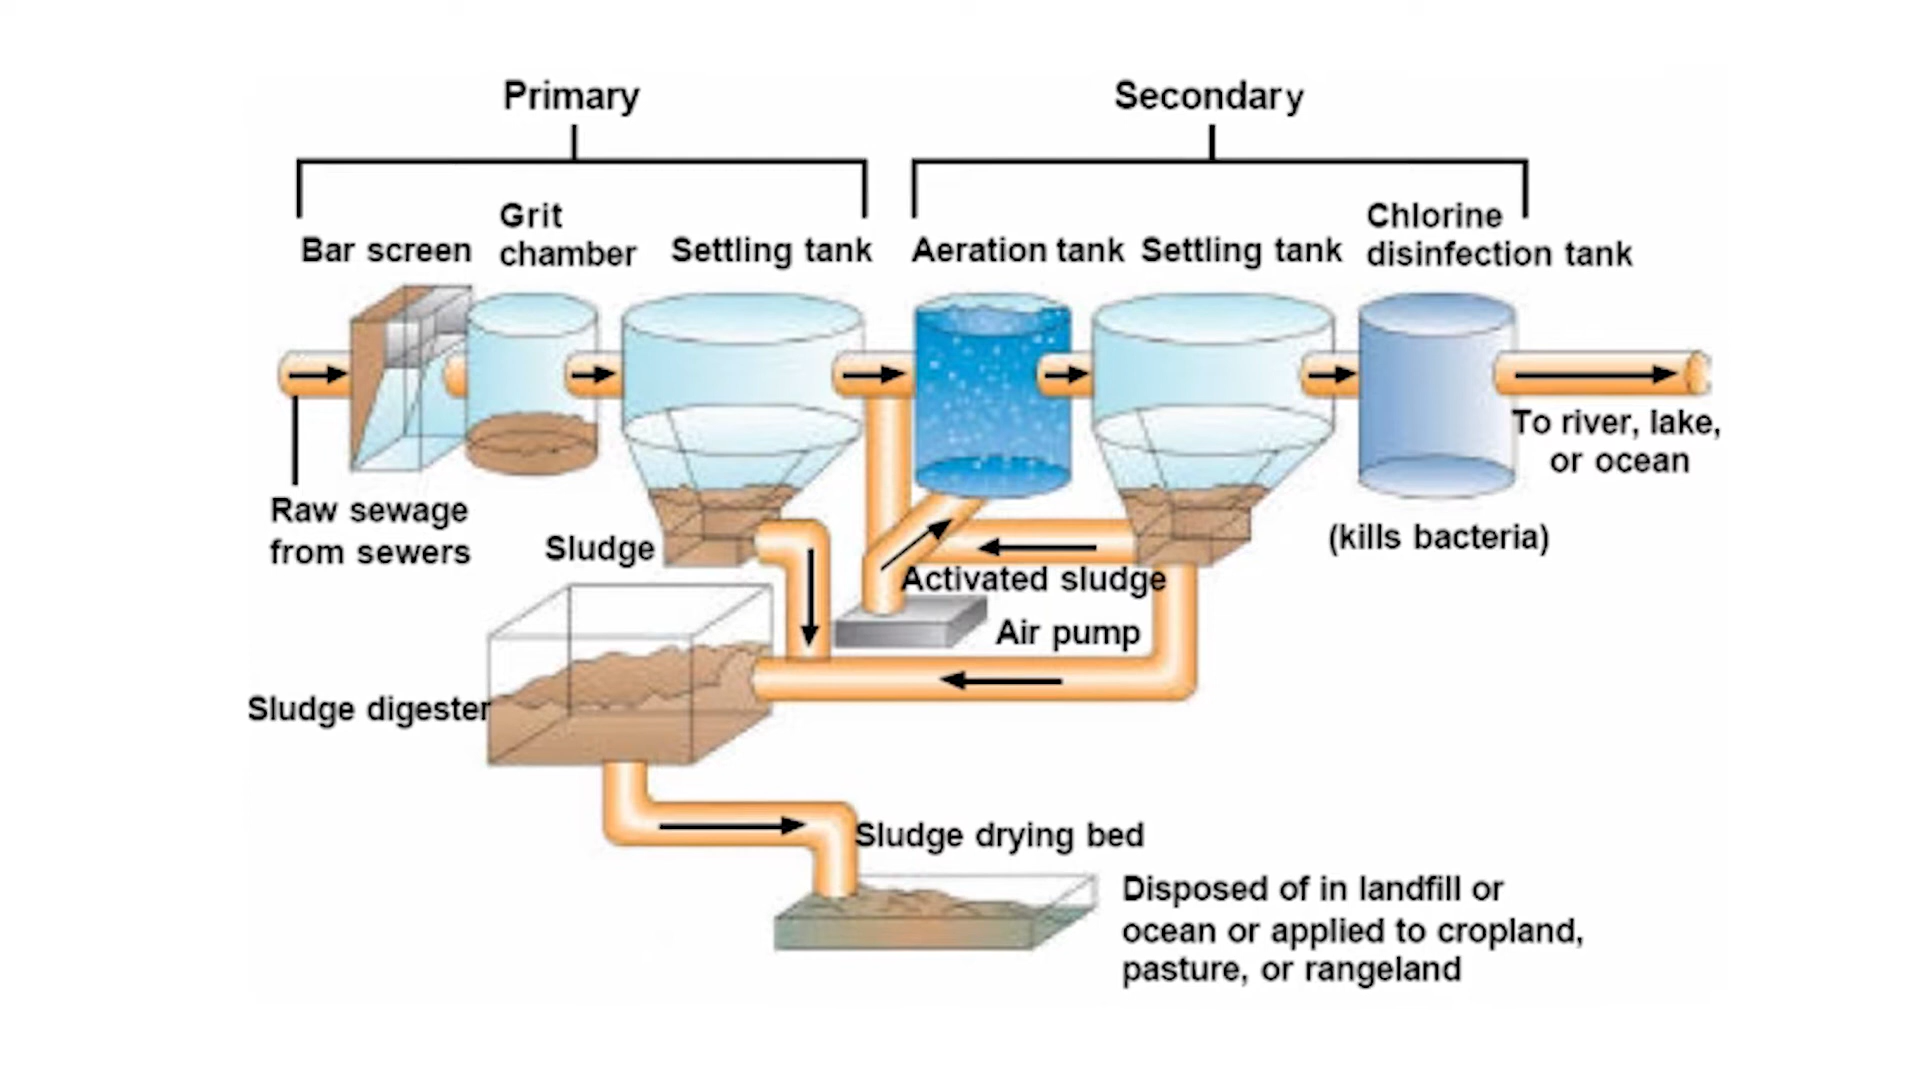 Primary
Secondary
Bar screen
Grit
chamber
Settling tank
Aeration tank
Settling tank
Chlorine
disinfection tank
To river, lake,
or ocean
Raw sewage
from sewers
Sludge
(kills bacteria)
Activated sludge
Air pump
Sludge digester
Sludge drying bed
Disposed of in landfill or
ocean or applied to cropland,
pasture, or rangeland